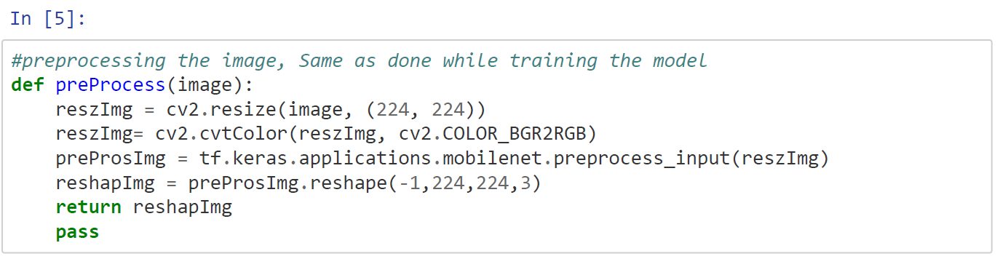 In [5]:
#preprocessing the image, Same as done while training the model
def preProcess(image):
    reszImg = cv2.resize(image, (224, 224))
    reszImg= cv2.cvtColor(reszImg, cv2.COLOR_BGR2RGB)
    preProsImg = tf.keras.applications.mobilenet.preprocess_input(reszImg)
    reshapImg = preProsImg.reshape(-1,224,224,3)
    return reshapImg
    pass